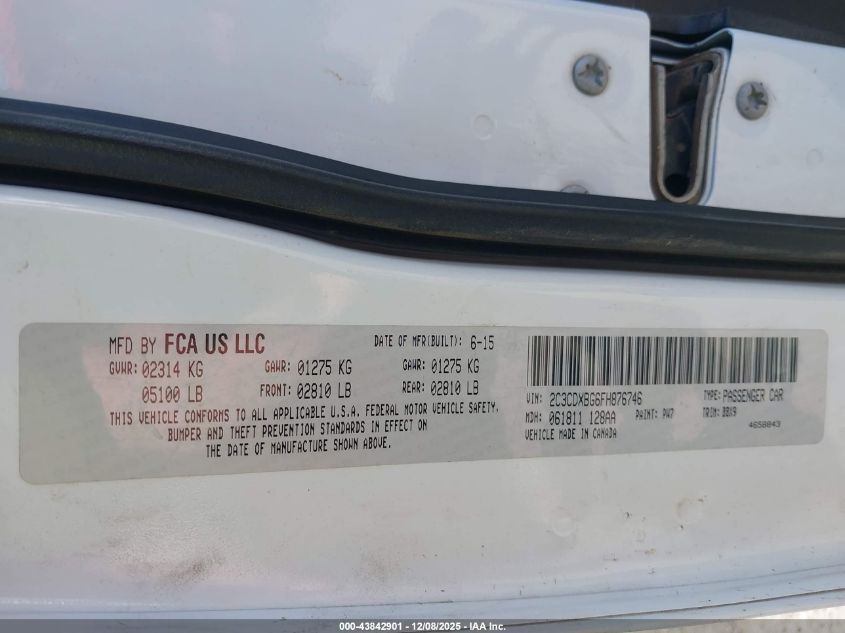 MFD BY FCA US LLC
DATE OF MFR(BUILT): 6-15
GVWR: 02314 KG GAWR: 01275 KG GAWR: 01275 KG
05100 LB FRONT: 02810 LB REAR: 02810 LB
THIS VEHICLE CONFORMS TO ALL APPLICABLE U.S.A. FEDERAL MOTOR VEHICLE SAFETY,
BUMPER AND THEFT PREVENTION STANDARDS IN EFFECT ON
THE DATE OF MANUFACTURE SHOWN ABOVE.
VIN: 2C3CDXBG6FH876746 TYPE: PASSENGER CAR
MDH: 061811 128AA PAINT: PW7 TRIM: BBX9
VEHICLE MADE IN CANADA 4658843
000-43842901 - 12/08/2025 - IAA Inc.